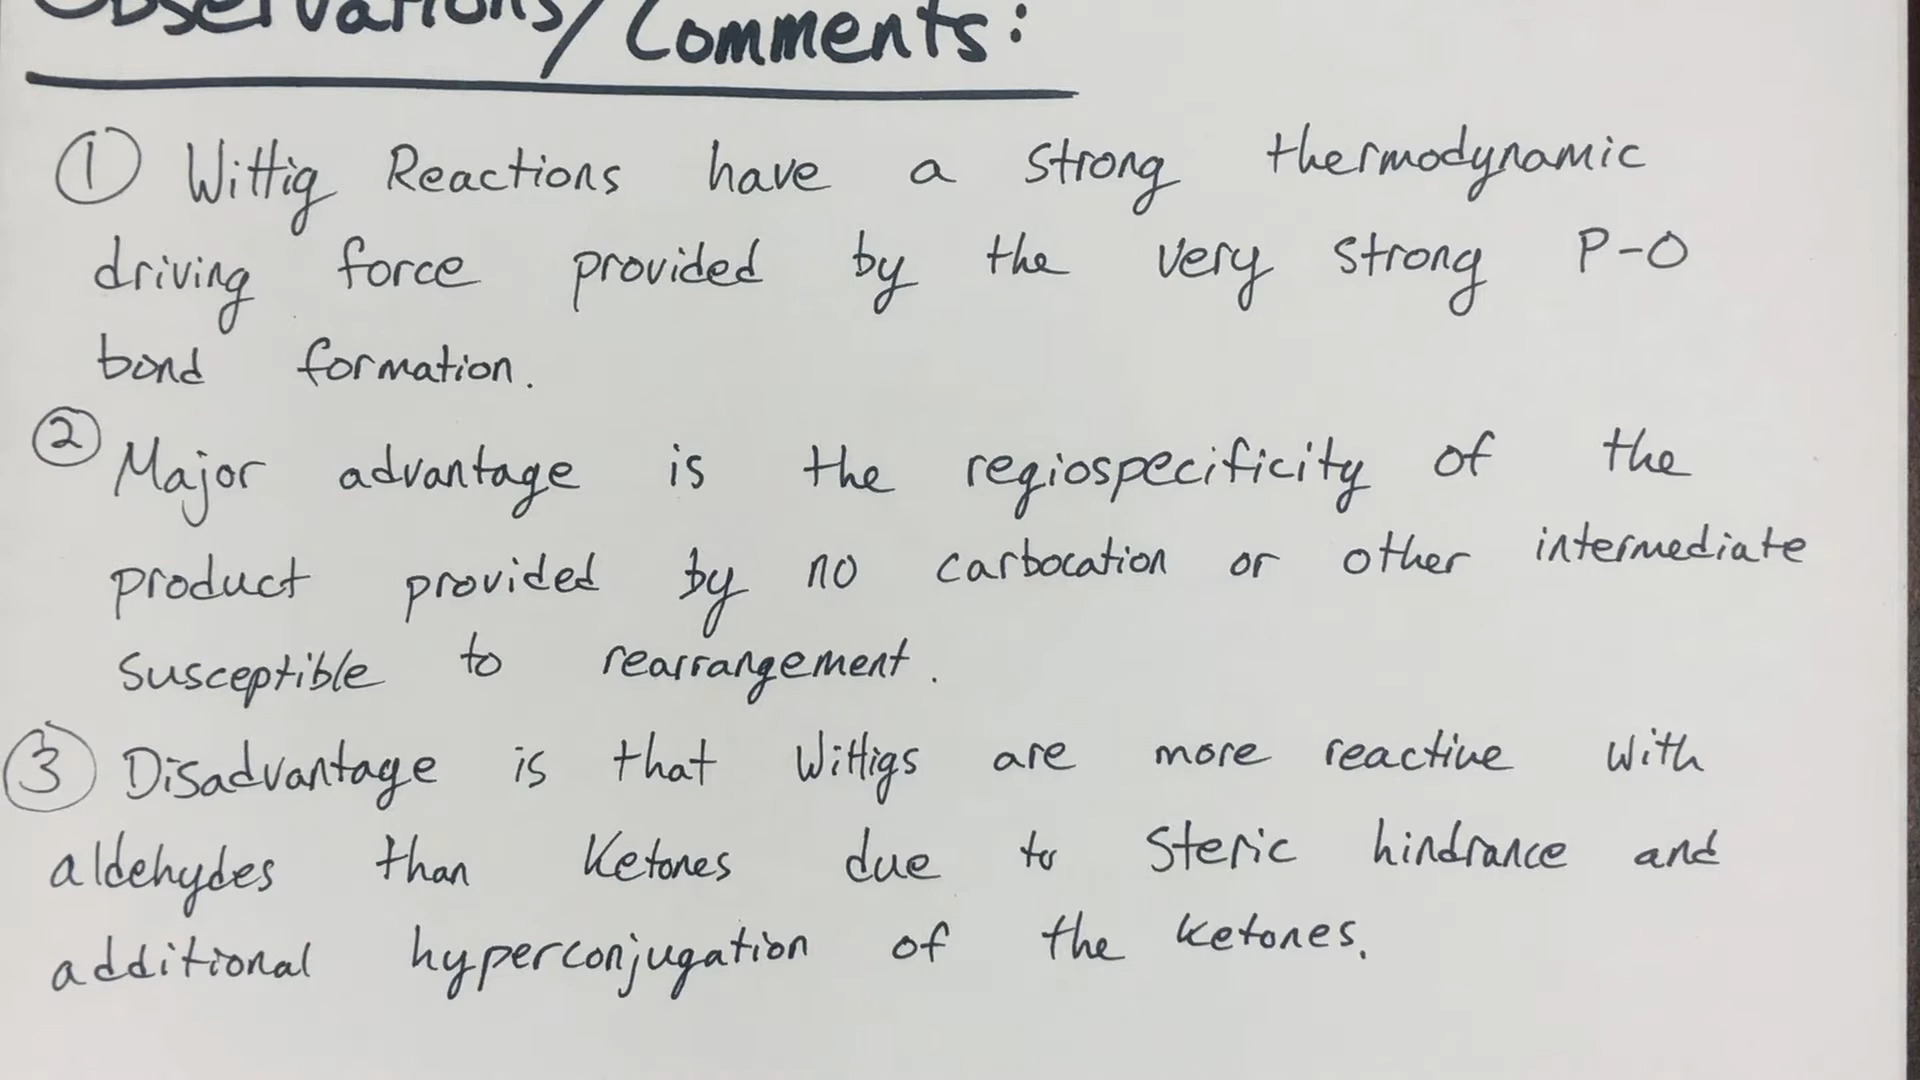 Observations/Comments:
① Wittig Reactions have a strong thermodynamic
driving force provided by the very strong P-O
bond formation.
② Major advantage is the regiospecificity of the
product provided by no carbocation or other intermediate
susceptible to rearrangement.
③ Disadvantage is that Wittigs are more reactive with
aldehydes than ketones due to steric hindrance and
additional hyperconjugation of the ketones.